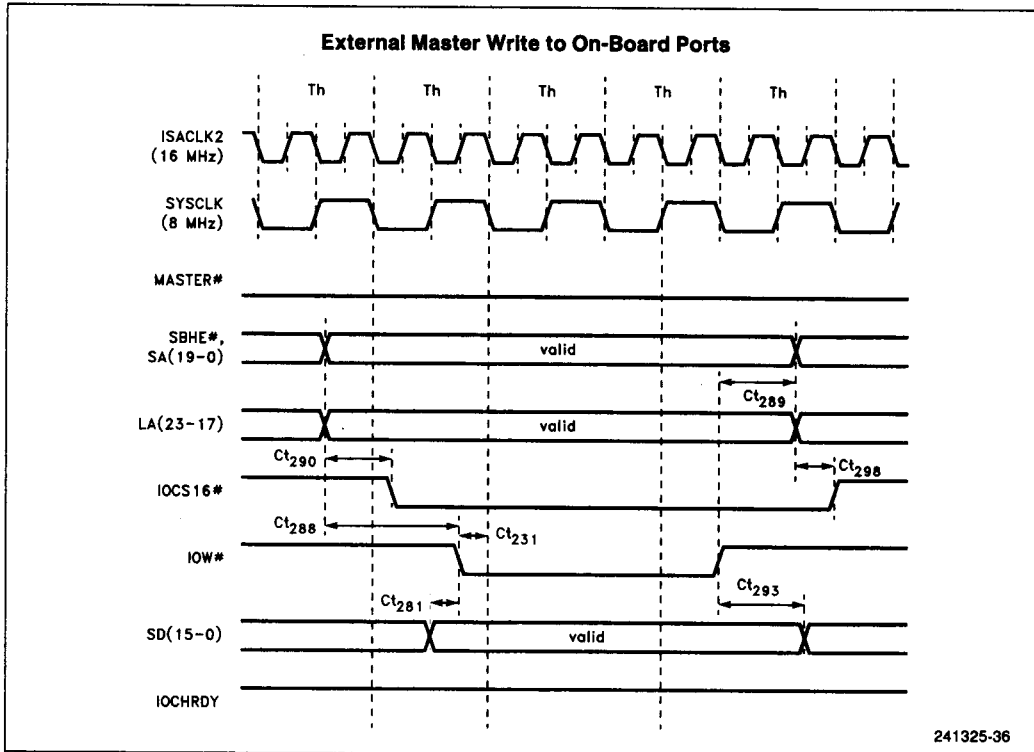 External Master Write to On-Board Ports
Th Th Th Th Th
ISACLK2
(16 MHz)
SYSCLK
(8 MHz)
MASTER#
SBHE#,
SA(19-0)
valid
Ct289
LA(23-17)
valid
Ct290
Ct298
IOCS16#
Ct288
Ct231
IOW#
Ct281
Ct293
SD(15-0)
valid
IOCHRDY
241325-36